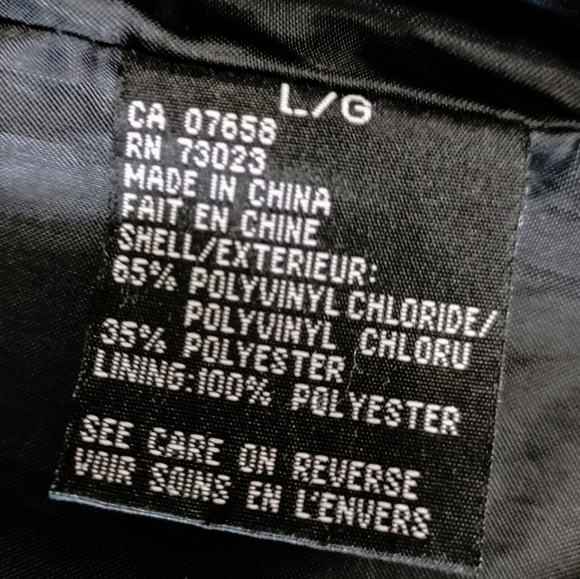 L/G
CA 07658
RN 73023
MADE IN CHINA
FAIT EN CHINE
SHELL/EXTERIEUR:
65% POLYVINYL CHLORIDE/
POLYVINYL CHLORU
35% POLYESTER
LINING:100% POLYESTER
SEE CARE ON REVERSE
VOIR SOINS EN L'ENVERS